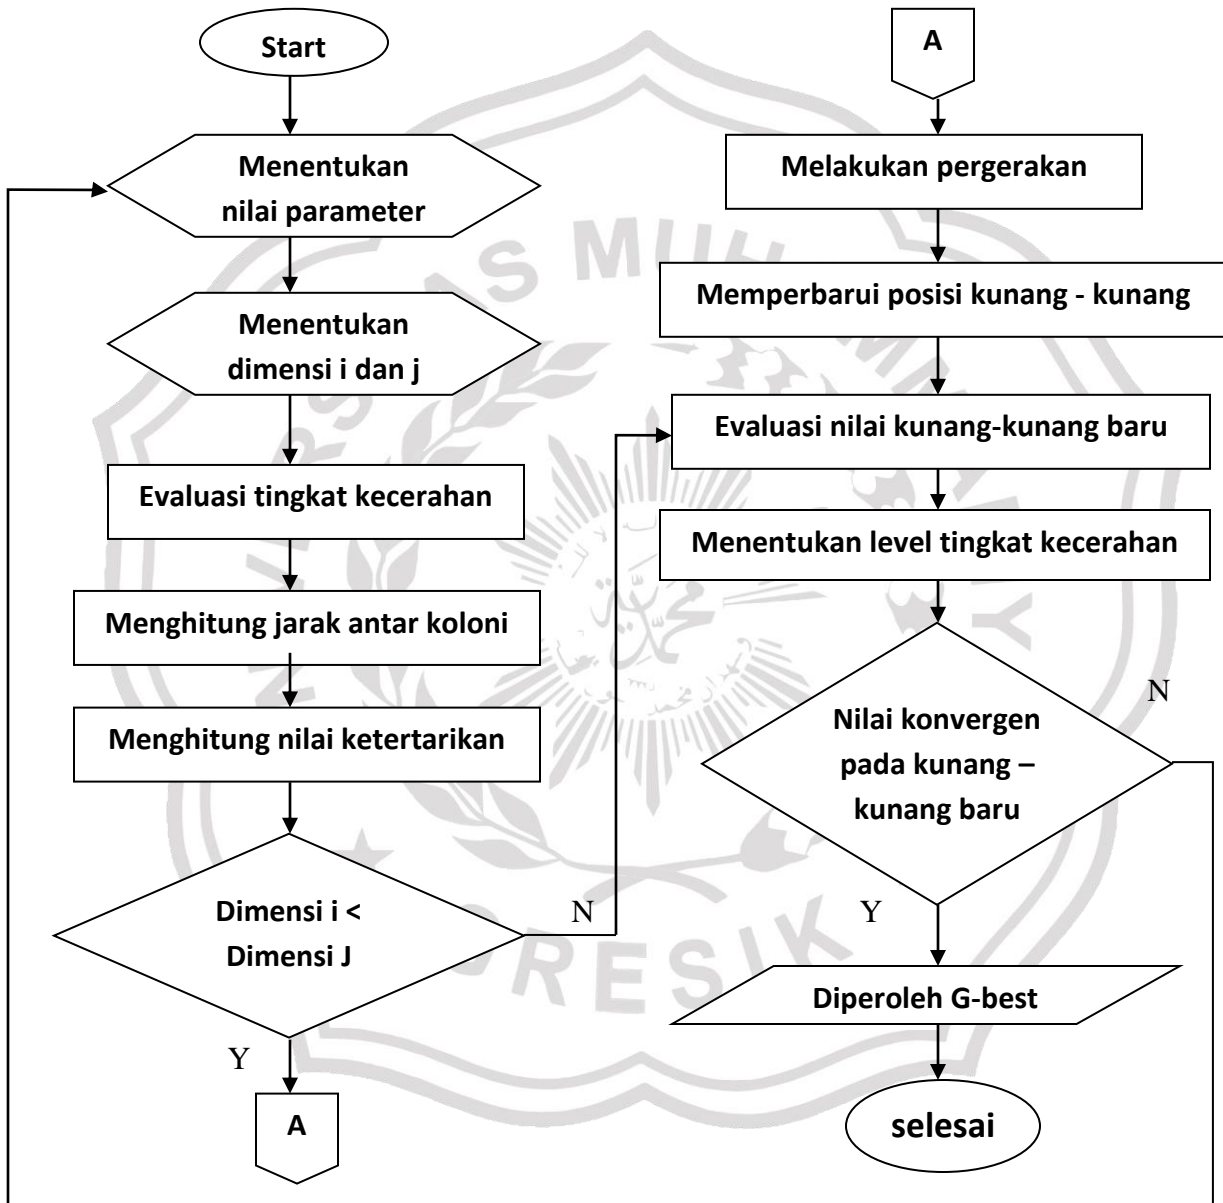 Start
Menentukan
nilai parameter
Menentukan
dimensi i dan j
Evaluasi tingkat kecerahan
Menghitung jarak antar koloni
Menghitung nilai ketertarikan
Dimensi i <
Dimensi J
N
Y
A
A
Melakukan pergerakan
Memperbarui posisi kunang - kunang
Evaluasi nilai kunang-kunang baru
Menentukan level tingkat kecerahan
Nilai konvergen
pada kunang –
kunang baru
N
Y
Diperoleh G-best
selesai
GRESIK